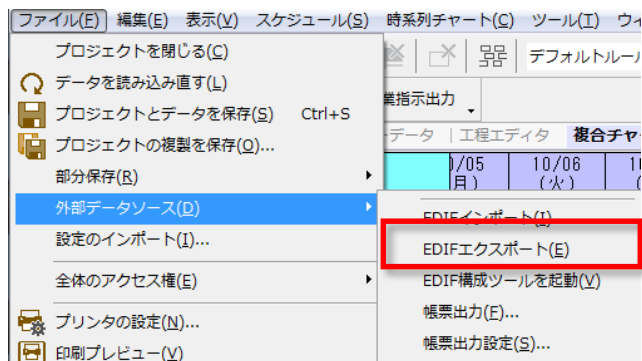 ファイル(F) 編集(E) 表示(V) スケジュール(S) 時系列チャート(C) ツール(T)
プロジェクトを閉じる(C)
データを読み込み直す(L)
プロジェクトとデータを保存(S) Ctrl+S
プロジェクトの複製を保存(O)...
部分保存(R)
外部データソース(D)
設定のインポート(I)...
全体のアクセス権(E)
プリンタの設定(N)...
印刷プレビュー(V)
デフォルトルー
業指示出力
データ 工程エディタ 複合チャ
/05 10/06
月) (火)
EDIFインポート(I)
EDIFエクスポート(E)
EDIF構成ツールを起動(V)
帳票出力(F)...
帳票出力設定(S)...